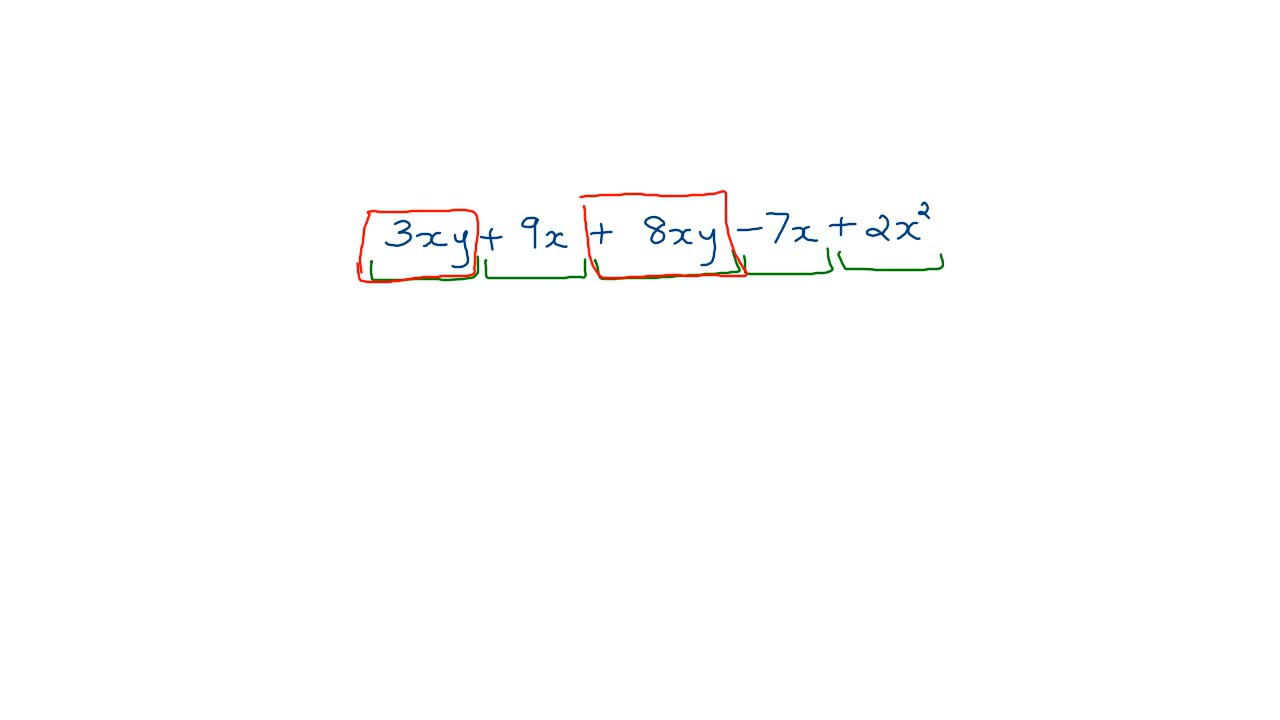 3xy + 9x + 8xy - 7x + 2x²